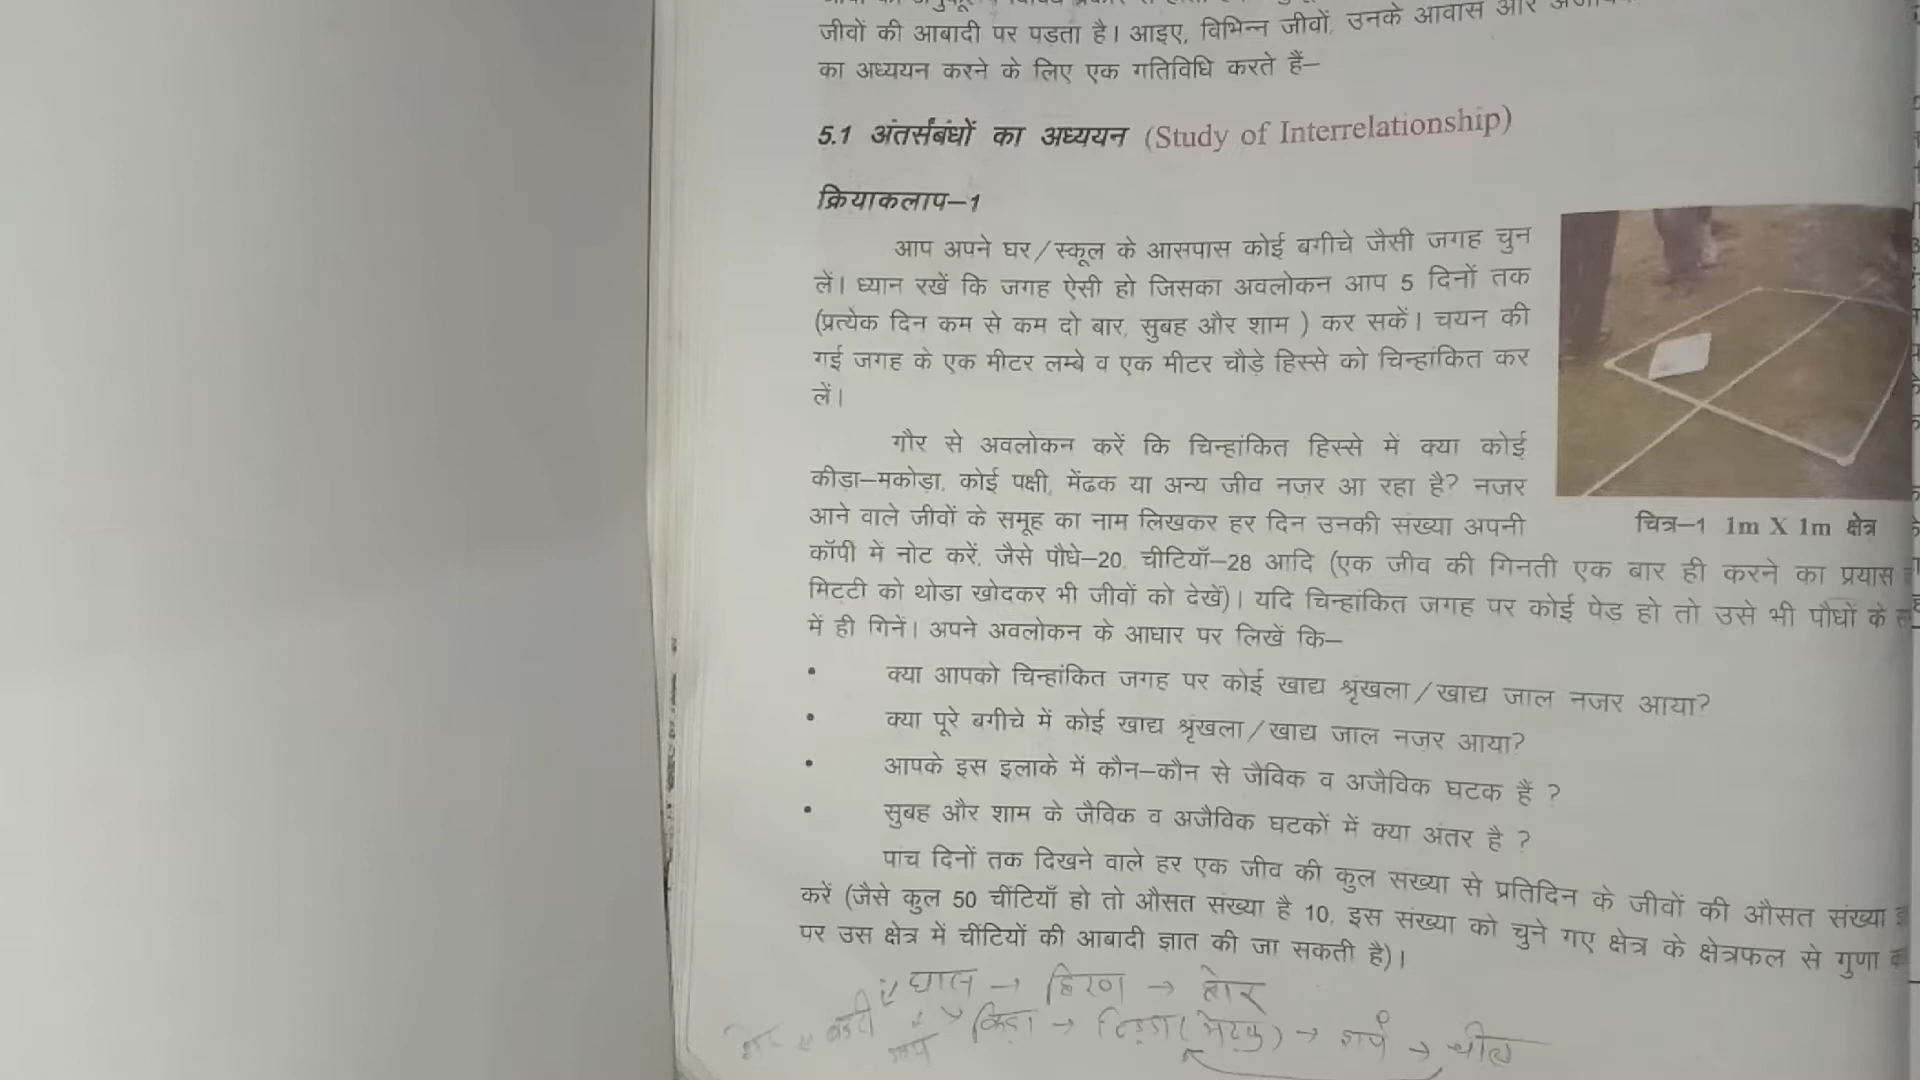 जीवों की आबादी पर पड़ता है। आइए, विभिन्न जीवों, उनके आवास और
का अध्ययन करने के लिए एक गतिविधि करते हैं–
5.1 अंतर्संबंधों का अध्ययन (Study of Interrelationship)
क्रियाकलाप–1
आप अपने घर/स्कूल के आसपास कोई बगीचे जैसी जगह चुन
लें। ध्यान रखें कि जगह ऐसी हो जिसका अवलोकन आप 5 दिनों तक
(प्रत्येक दिन कम से कम दो बार, सुबह और शाम ) कर सकें। चयन की
गई जगह के एक मीटर लम्बे व एक मीटर चौड़े हिस्से को चिन्हांकित कर
लें।
गौर से अवलोकन करें कि चिन्हांकित हिस्से में क्या कोई
कीड़ा–मकोड़ा, कोई पक्षी, मेंढक या अन्य जीव नज़र आ रहा है? नज़र
आने वाले जीवों के समूह का नाम लिखकर हर दिन उनकी संख्या अपनी
चित्र–1 1m X 1m क्षेत्र
कॉपी में नोट करें, जैसे पौधे–20, चीटियाँ–28 आदि (एक जीव की गिनती एक बार ही करने का प्रयास
मिट्टी को थोड़ा खोदकर भी जीवों को देखें)। यदि चिन्हांकित जगह पर कोई पेड़ हो तो उसे भी पौधों के
में ही गिनें। अपने अवलोकन के आधार पर लिखें कि–
• क्या आपको चिन्हांकित जगह पर कोई खाद्य श्रृंखला/खाद्य जाल नजर आया?
• क्या पूरे बगीचे में कोई खाद्य श्रृंखला/खाद्य जाल नज़र आया?
• आपके इस इलाके में कौन–कौन से जैविक व अजैविक घटक हैं ?
• सुबह और शाम के जैविक व अजैविक घटकों में क्या अंतर है ?
पांच दिनों तक दिखने वाले हर एक जीव की कुल संख्या से प्रतिदिन के जीवों की औसत संख्या
करें (जैसे कुल 50 चींटियाँ हो तो औसत संख्या है 10, इस संख्या को चुने गए क्षेत्र के क्षेत्रफल से गुणा
पर उस क्षेत्र में चींटियों की आबादी ज्ञात की जा सकती है)।
घास → हिरण → शेर
किड़ा → टिड्डा (मेंढ़क) → सर्प → चील